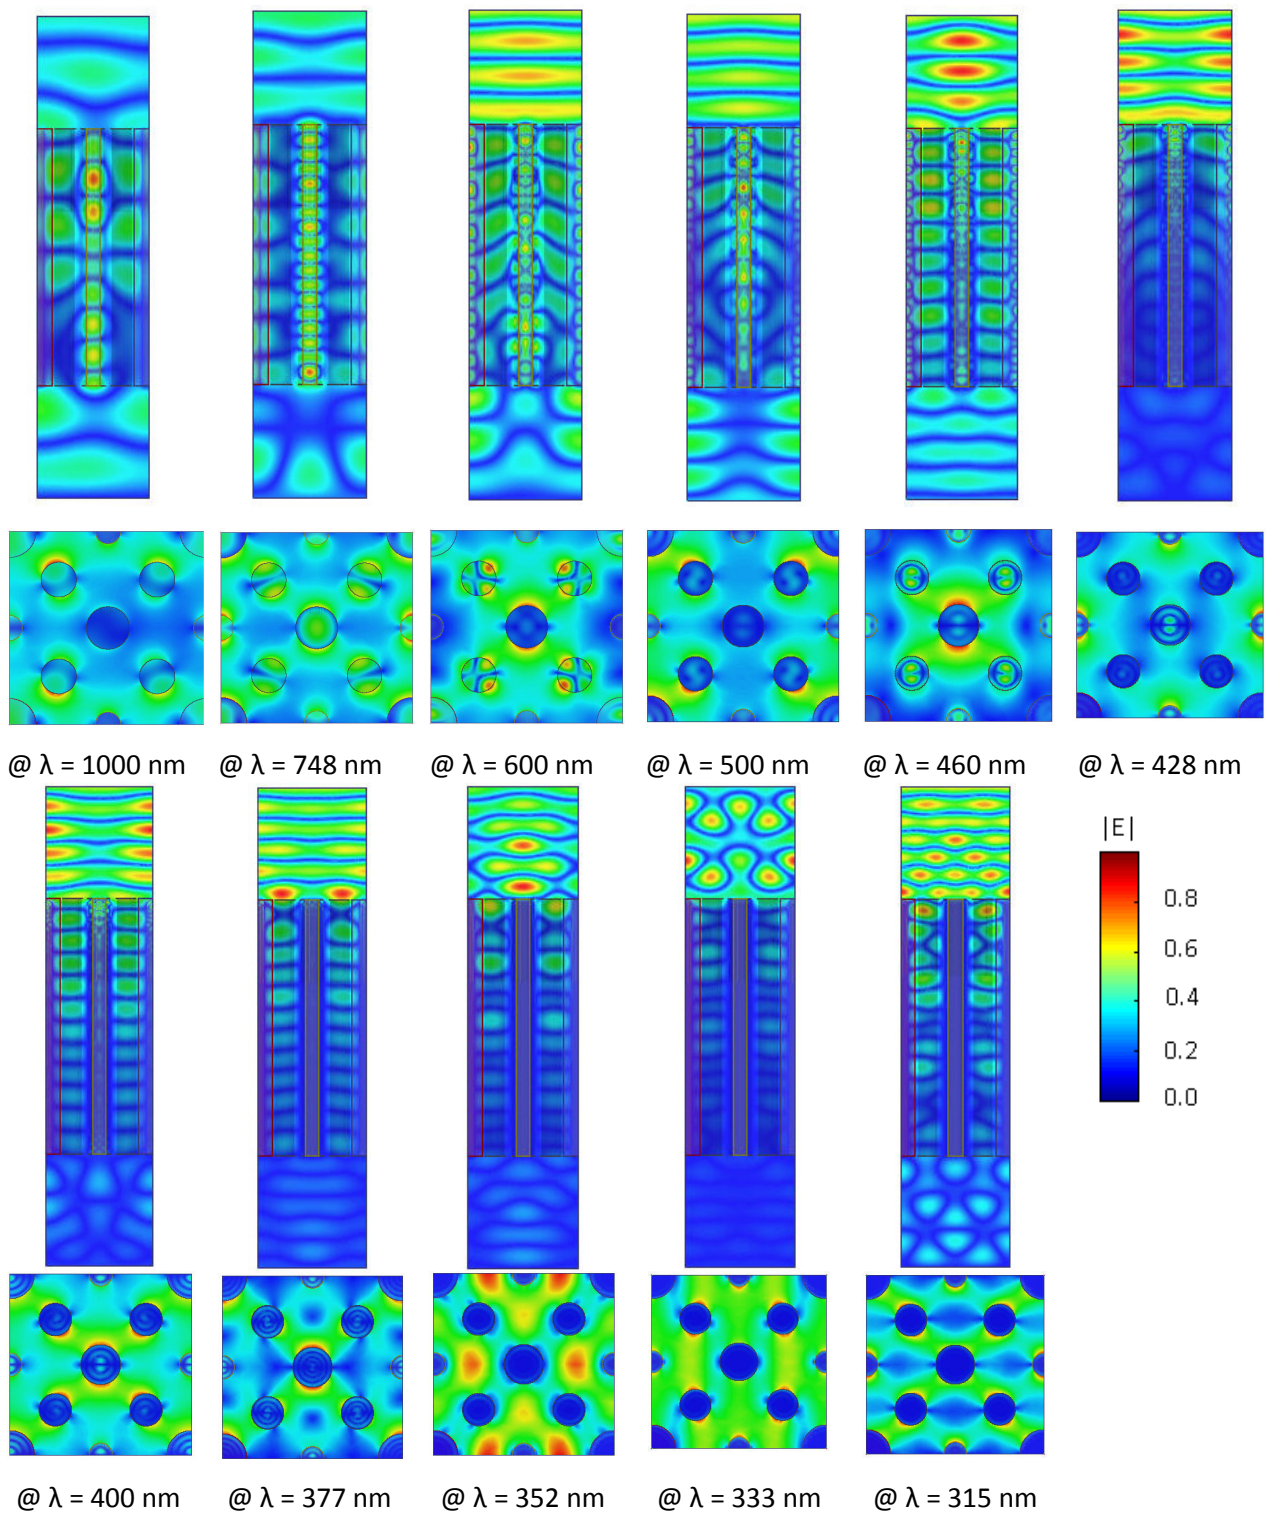 @ λ = 1000 nm
@ λ = 748 nm
@ λ = 600 nm
@ λ = 500 nm
@ λ = 460 nm
@ λ = 428 nm
|E|
0.8
0.6
0.4
0.2
0.0
@ λ = 400 nm
@ λ = 377 nm
@ λ = 352 nm
@ λ = 333 nm
@ λ = 315 nm